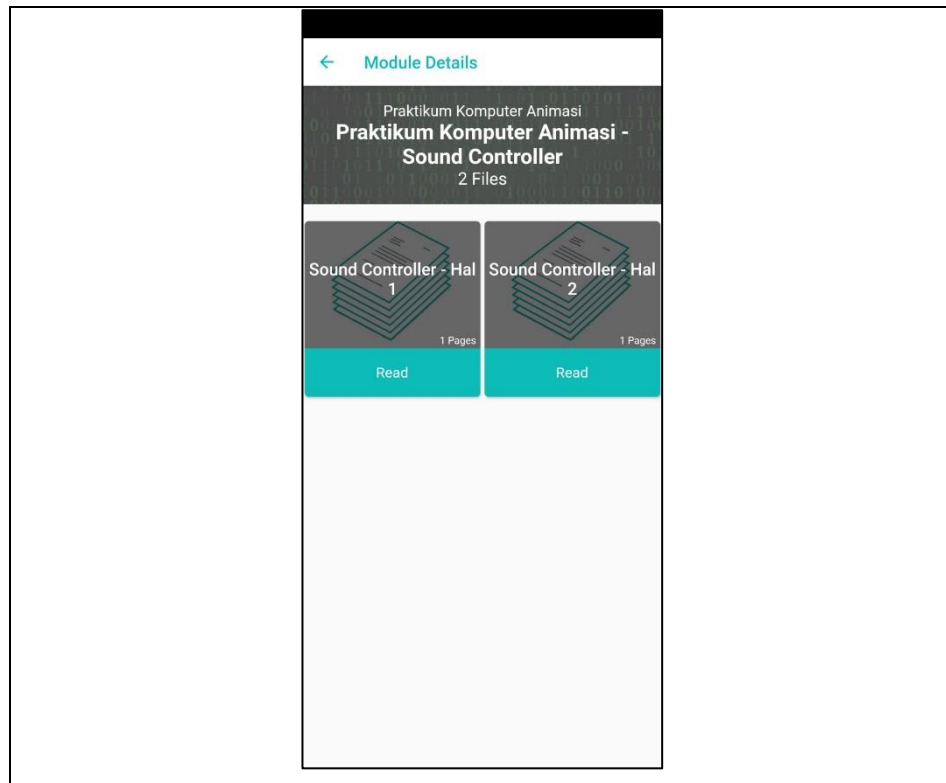 Module Details
Praktikum Komputer Animasi
Praktikum Komputer Animasi -
Sound Controller
2 Files
Sound Controller - Hal
1
1 Pages
Read
Sound Controller - Hal
2
1 Pages
Read